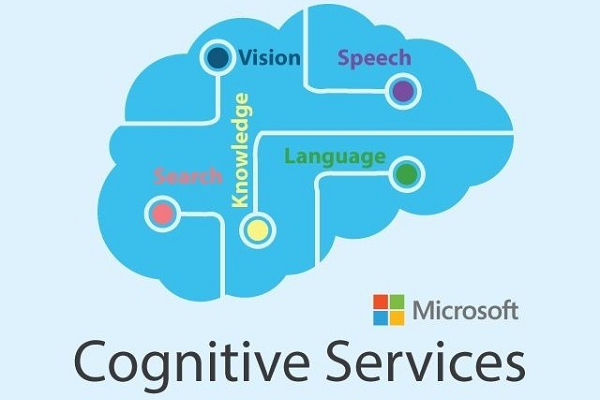 Vision
Speech
Knowledge
Language
Search
Microsoft
Cognitive Services